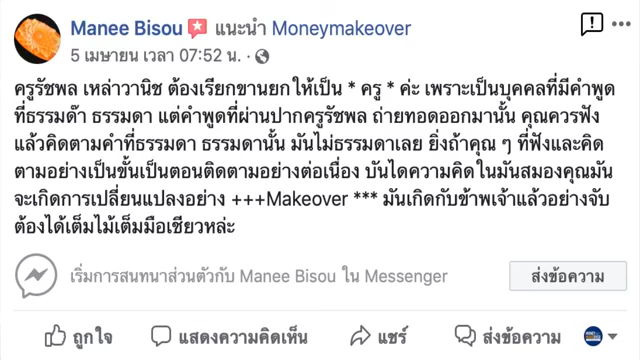 Manee Bisou แนะนำ Moneymakeover
5 เมษายน เวลา 07:52 น. ·
ครูรัชพล เหล่าวานิช ต้องเรียกขานยกให้เป็น * ครู * ค่ะ เพราะเป็นบุคคลที่มีคำพูด
ที่ธรรมด๊า ธรรมดา แต่คำพูดที่ผ่านปากครูรัชพล ถ่ายทอดออกมานั้น คุณควรฟัง
แล้วคิดตามคำที่ธรรมดา ธรรมดานั้น มันไม่ธรรมดาเลย ยิ่งถ้าคุณ ๆ ที่ฟังและคิด
ตามอย่างเป็นขั้นเป็นตอนติดตามอย่างต่อเนื่อง บันไดความคิดในมันสมองคุณมัน
จะเกิดการเปลี่ยนแปลงอย่าง +++Makeover *** มันเกิดกับข้าพเจ้าแล้วอย่างจับ
ต้องได้เต็มไม้เต็มมือเชียวหล่ะ
เริ่มการสนทนาส่วนตัวกับ Manee Bisou ใน Messenger
ส่งข้อความ
ถูกใจ แสดงความคิดเห็น แชร์ ส่งข้อความ